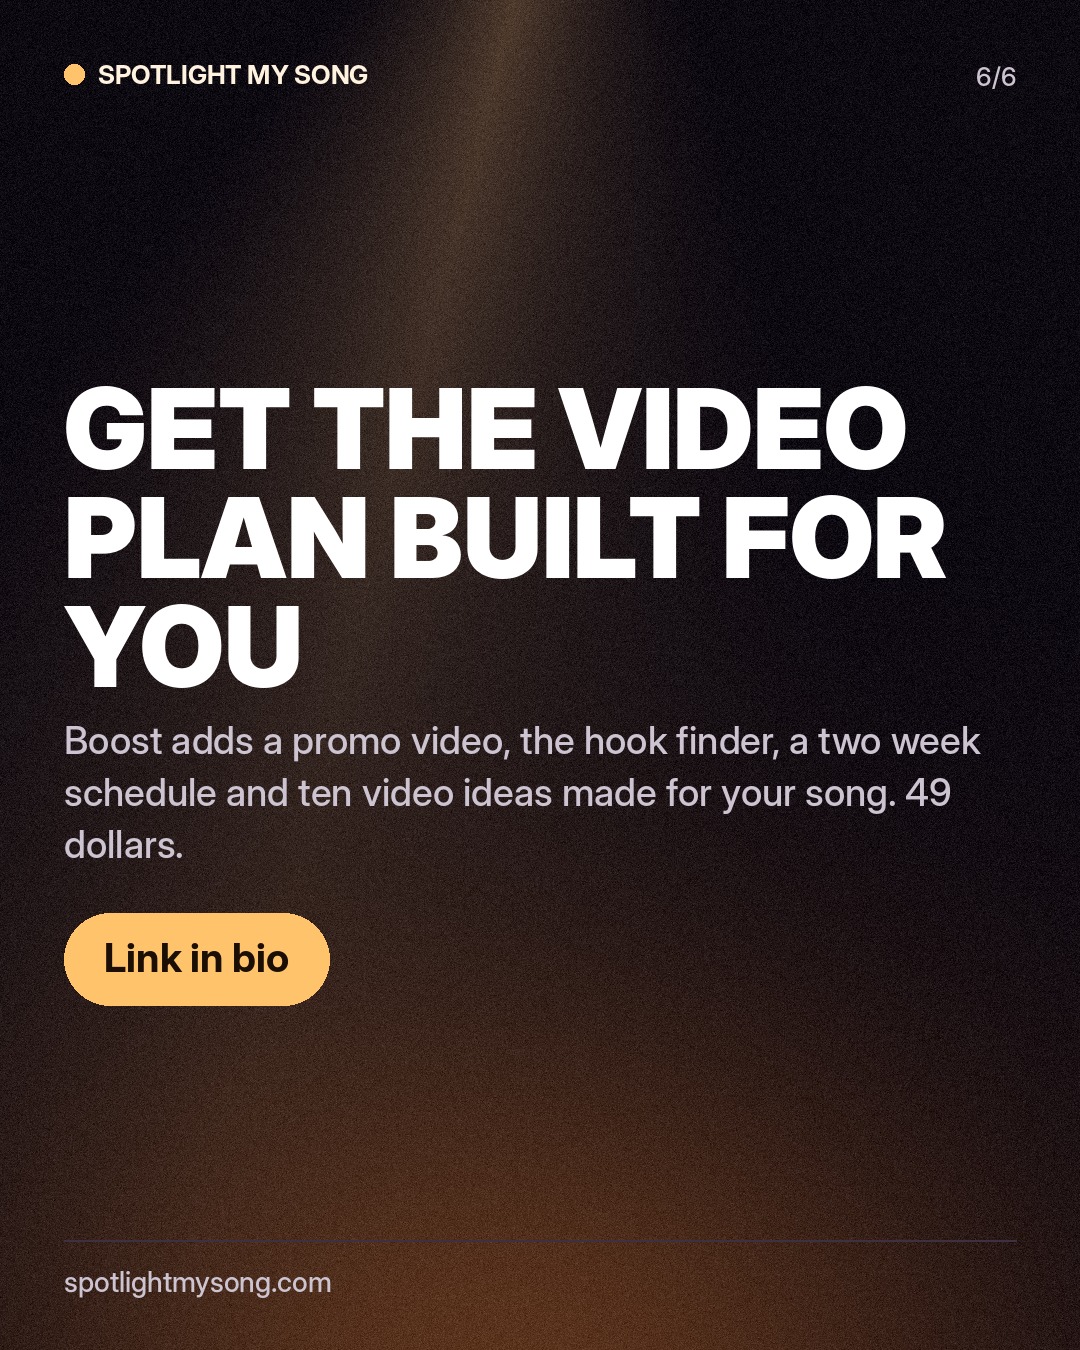 SPOTLIGHT MY SONG
6/6
GET THE VIDEO
PLAN BUILT FOR
YOU
Boost adds a promo video, the hook finder, a two week
schedule and ten video ideas made for your song. 49
dollars.
Link in bio
spotlightmysong.com